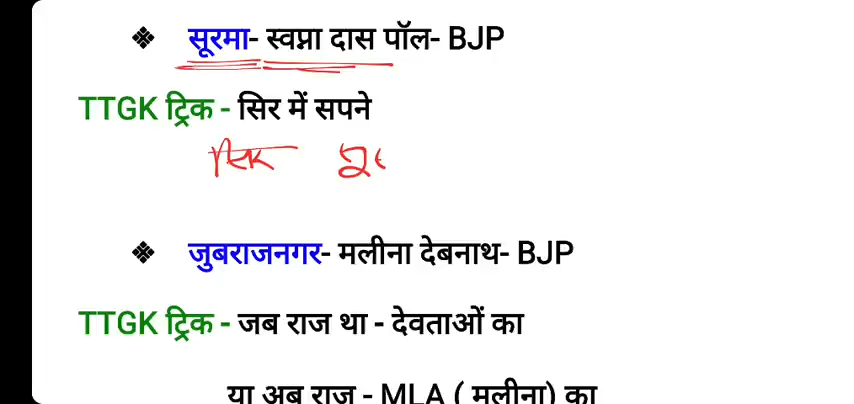 ❖ सूरमा- स्वप्ना दास पॉल- BJP
TTGK ट्रिक - सिर में सपने
सिर सू
❖ जुबराजनगर- मलीना देबनाथ- BJP
TTGK ट्रिक - जब राज था - देवताओं का
या अब राज - MLA ( मलीना) का